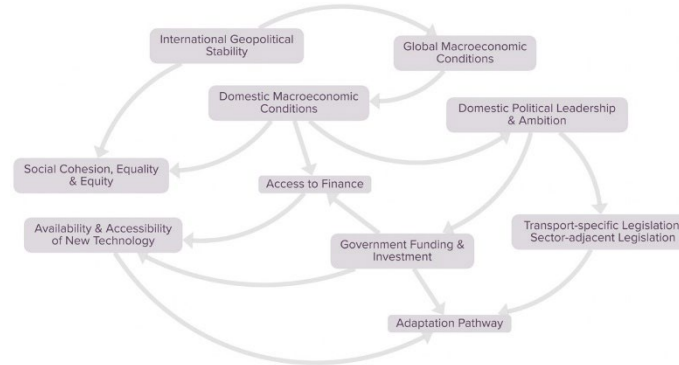 International Geopolitical
Stability
Global Macroeconomic
Conditions
Domestic Macroeconomic
Conditions
Domestic Political Leadership
& Ambition
Social Cohesion, Equality
& Equity
Access to Finance
Availability & Accessibility
of New Technology
Government Funding &
Investment
Transport-specific Legislation
Sector-adjacent Legislation
Adaptation Pathway